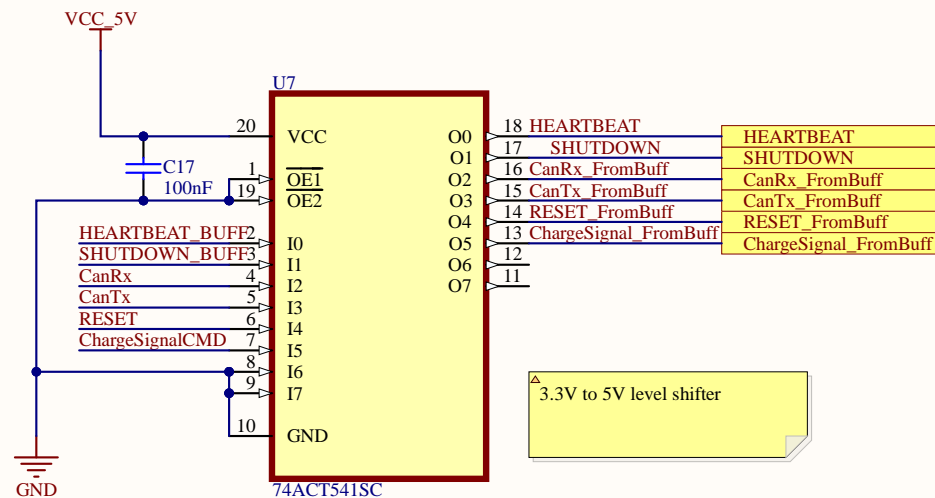 VCC_5V
U7
20 VCC
C17
100nF
1 OE1
19 OE2
HEARTBEAT_BUFF 2 I0
SHUTDOWN_BUFF 3 I1
CanRx 4 I2
CanTx 5 I3
RESET 6 I4
ChargeSignalCMD 7 I5
8 I6
9 I7
10 GND
GND
O0 18 HEARTBEAT HEARTBEAT
O1 17 SHUTDOWN SHUTDOWN
O2 16 CanRx_FromBuff CanRx_FromBuff
O3 15 CanTx_FromBuff CanTx_FromBuff
O4 14 RESET_FromBuff RESET_FromBuff
O5 13 ChargeSignal_FromBuff ChargeSignal_FromBuff
O6 12
O7 11
3.3V to 5V level shifter
74ACT541SC